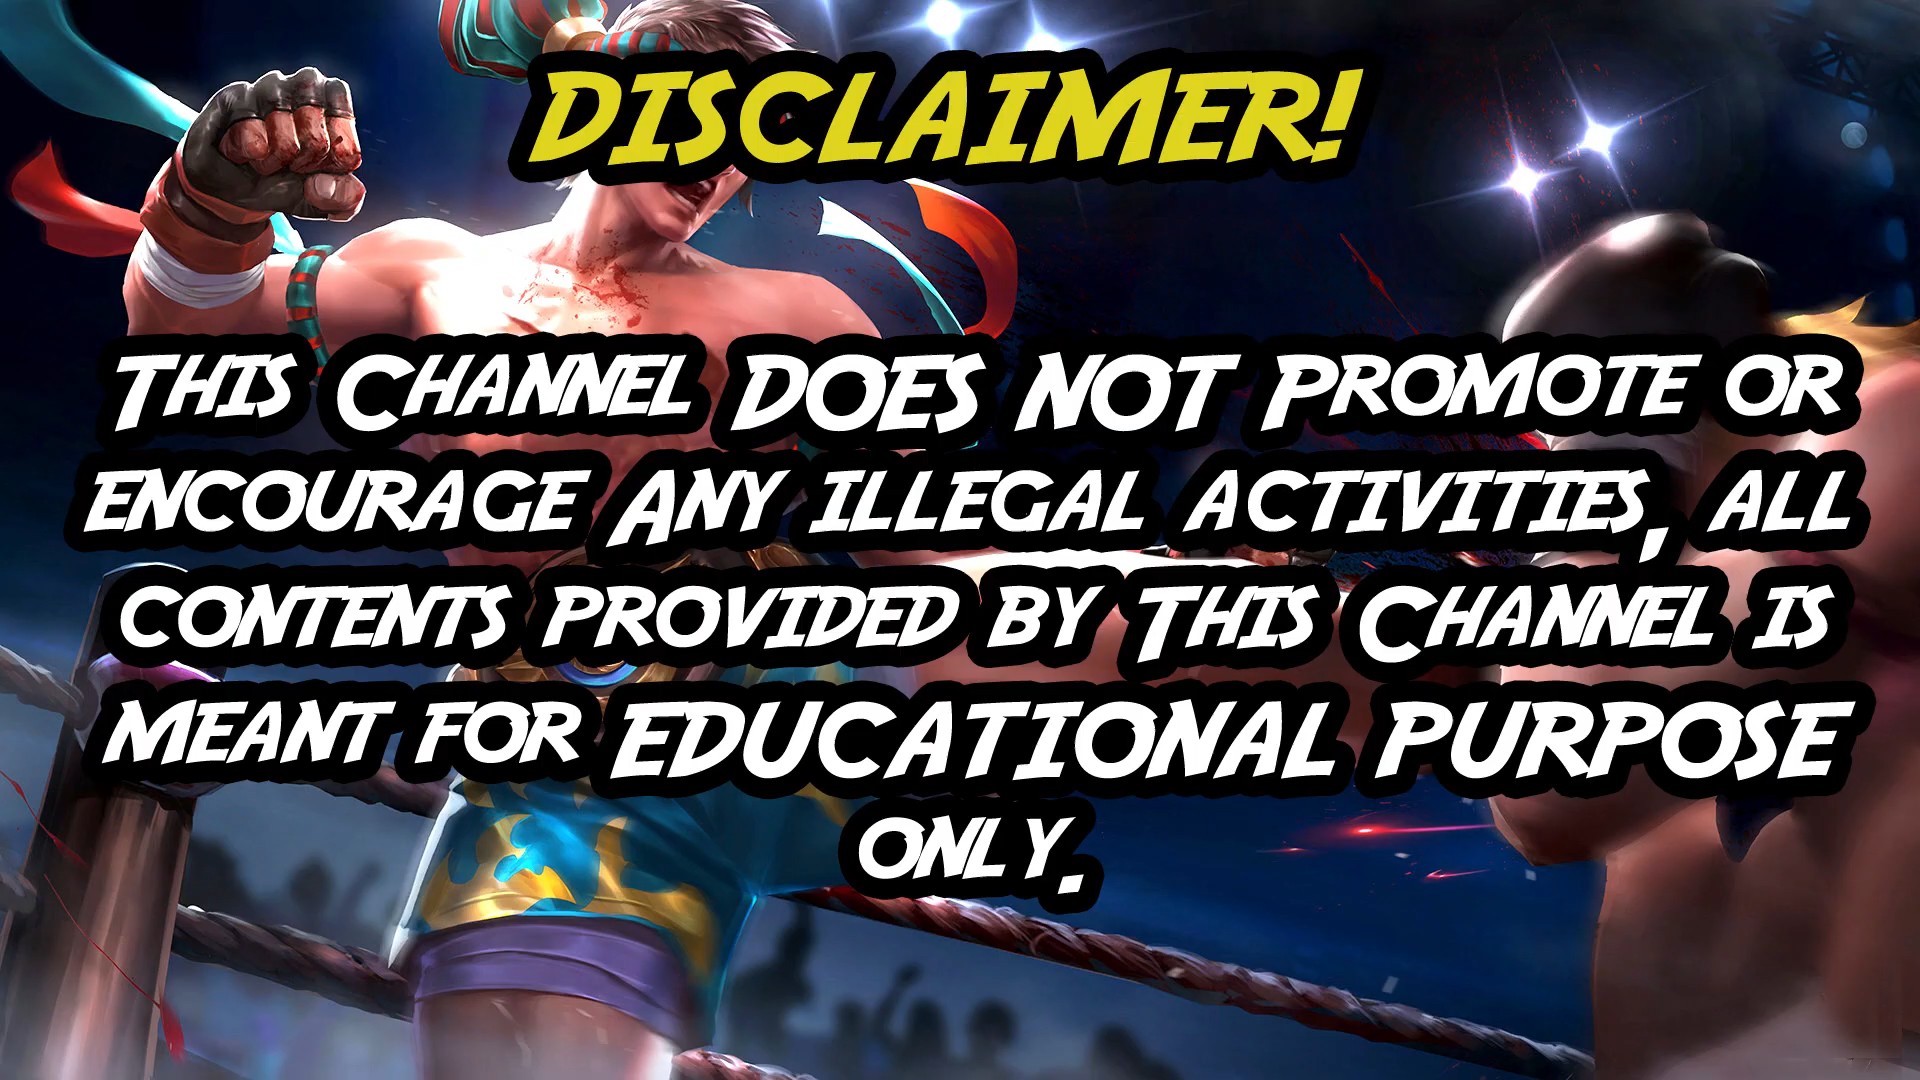 DISCLAIMER!
THIS CHANNEL DOES NOT PROMOTE OR
ENCOURAGE ANY ILLEGAL ACTIVITIES, ALL
CONTENTS PROVIDED BY THIS CHANNEL IS
MEANT FOR EDUCATIONAL PURPOSE
ONLY.